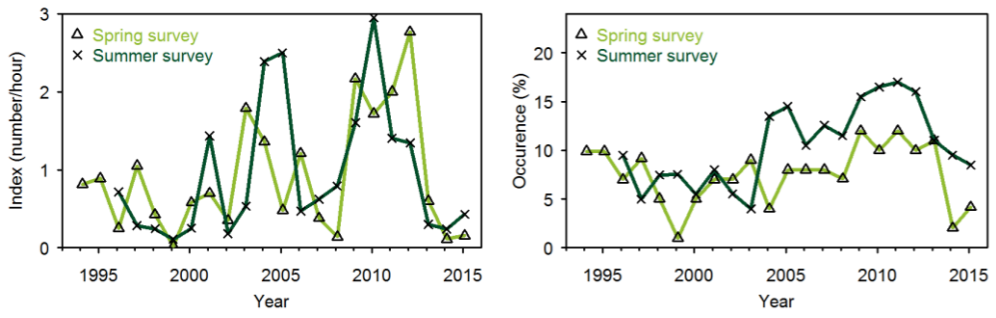 Index (number/hour)
3
2
1
0
Spring survey
Summer survey
1995 2000 2005 2010 2015
Year
Occurence (%)
20
15
10
5
0
Spring survey
Summer survey
1995 2000 2005 2010 2015
Year